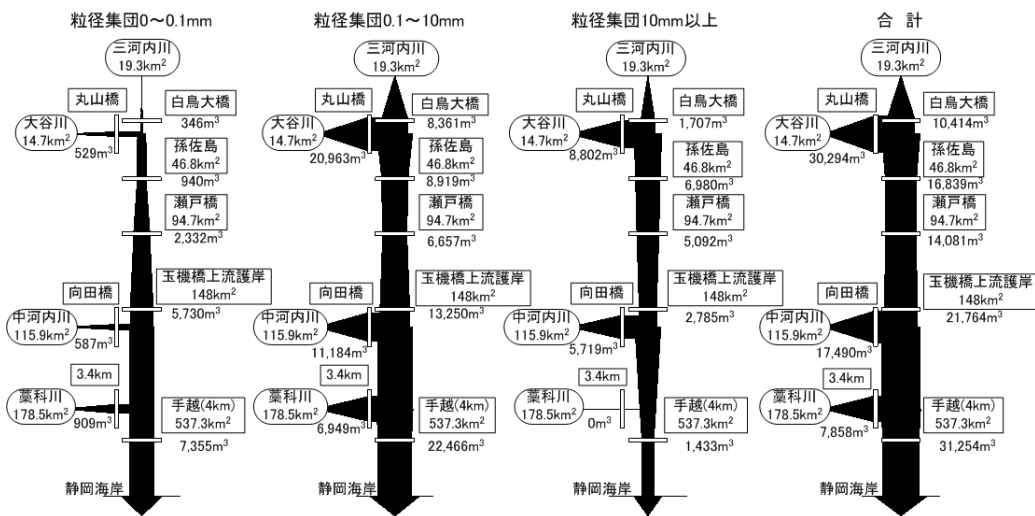 粒径集団0～0.1mm
三河内川
19.3km²
丸山橋
白鳥大橋
346m³
大谷川
14.7km²
529m³
孫佐島
46.8km²
940m³
瀬戸橋
94.7km²
2,332m³
玉機橋上流護岸
148km²
5,730m³
向田橋
中河内川
115.9km²
587m³
3.4km
藁科川
178.5km²
909m³
手越(4km)
537.3km²
7,355m³
静岡海岸
粒径集団0.1～10mm
三河内川
19.3km²
丸山橋
白鳥大橋
8,361m³
大谷川
14.7km²
20,963m³
孫佐島
46.8km²
8,919m³
瀬戸橋
94.7km²
6,657m³
玉機橋上流護岸
148km²
13,250m³
向田橋
中河内川
115.9km²
11,184m³
3.4km
藁科川
178.5km²
6,949m³
手越(4km)
537.3km²
22,466m³
静岡海岸
粒径集団10mm以上
三河内川
19.3km²
丸山橋
白鳥大橋
1,707m³
大谷川
14.7km²
8,802m³
孫佐島
46.8km²
6,980m³
瀬戸橋
94.7km²
5,092m³
玉機橋上流護岸
148km²
2,785m³
向田橋
中河内川
115.9km²
5,719m³
3.4km
藁科川
178.5km²
0m³
手越(4km)
537.3km²
1,433m³
静岡海岸
合 計
三河内川
19.3km²
丸山橋
白鳥大橋
10,414m³
大谷川
14.7km²
30,294m³
孫佐島
46.8km²
16,839m³
瀬戸橋
94.7km²
14,081m³
玉機橋上流護岸
148km²
21,764m³
向田橋
中河内川
115.9km²
17,490m³
3.4km
藁科川
178.5km²
7,858m³
手越(4km)
537.3km²
31,254m³
静岡海岸